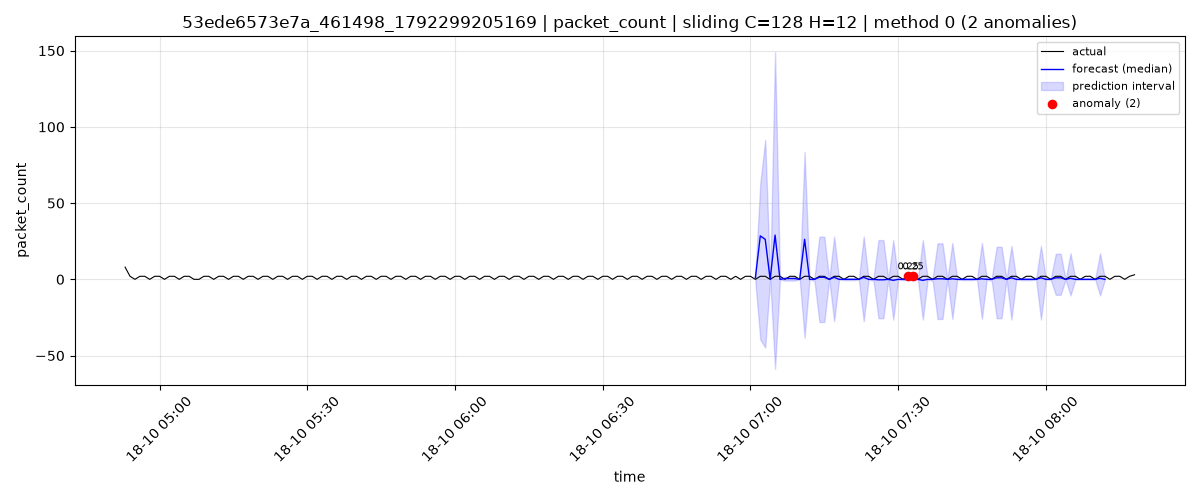 53ede6573e7a_461498_1792299205169 | packet_count | sliding C=128 H=12 | method 0 (2 anomalies)
actual
forecast (median)
prediction interval
anomaly (2)
packet_count
150
100
50
0
−50
18-10 05:00
18-10 05:30
18-10 06:00
18-10 06:30
18-10 07:00
18-10 07:30
18-10 08:00
time